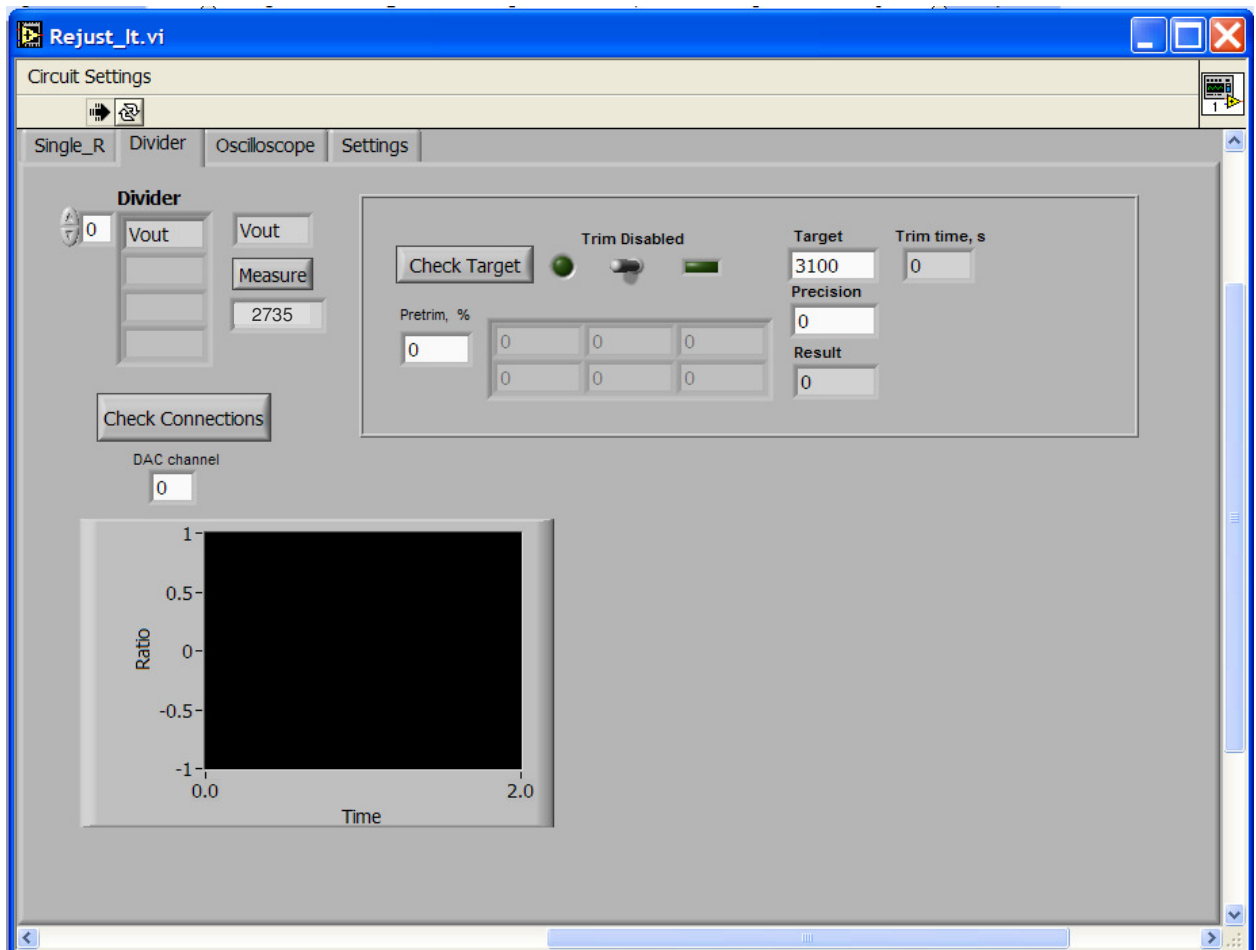 Rejust_It.vi
Circuit Settings
1
Single_R Divider Oscilloscope Settings
Divider
0 Vout Vout
Measure
2735
Check Connections
DAC channel
0
Check Target Trim Disabled
Pretrim, %
0
0 0 0
0 0 0
Target Trim time, s
3100 0
Precision
0
Result
0
1
0.5
0
-0.5
-1
Ratio
0.0 2.0
Time